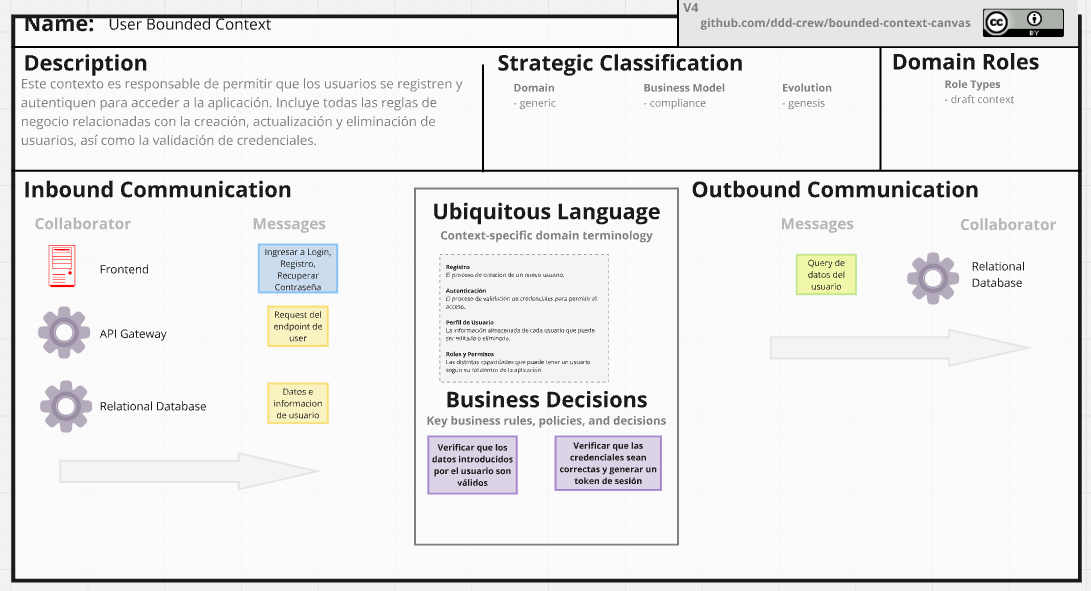 V4
Name: User Bounded Context
github.com/ddd-crew/bounded-context-canvas
CC
BY
Description
Este contexto es responsable de permitir que los usuarios se registren y
autentiquen para acceder a la aplicación. Incluye todas las reglas de
negocio relacionadas con la creación, actualización y eliminación de
usuarios, así como la validación de credenciales.
Strategic Classification
Domain
- generic
Business Model
- compliance
Evolution
- genesis
Domain Roles
Role Types
- draft context
Inbound Communication
Collaborator
Messages
Frontend
Ingresar a Login,
Registro,
Recuperar
Contraseña
API Gateway
Request del
endpoint de
user
Relational Database
Datos e
informacion
de usuario
Ubiquitous Language
Context-specific domain terminology
Registro
El proceso de creación de un nuevo usuario.
Autenticación
El proceso de validación de credenciales para permitir el
acceso.
Perfil de Usuario
La información almacenada de cada usuario que puede
ser editada o eliminada.
Roles y Permisos
Las distintas capacidades que puede tener un usuario
según su rol dentro de la aplicación
Business Decisions
Key business rules, policies, and decisions
Verificar que los
datos introducidos
por el usuario son
válidos
Verificar que las
credenciales sean
correctas y generar un
token de sesión
Outbound Communication
Messages
Collaborator
Query de
datos del
usuario
Relational
Database